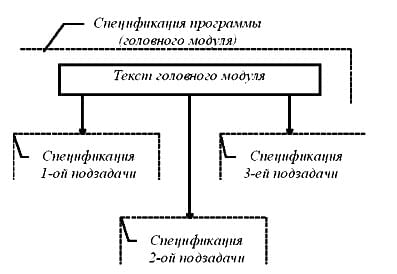 Спецификация программы
(головного модуля)
Текст головного модуля
Спецификация
1-ой подзадачи
Спецификация
3-ей подзадачи
Спецификация
2-ой подзадачи